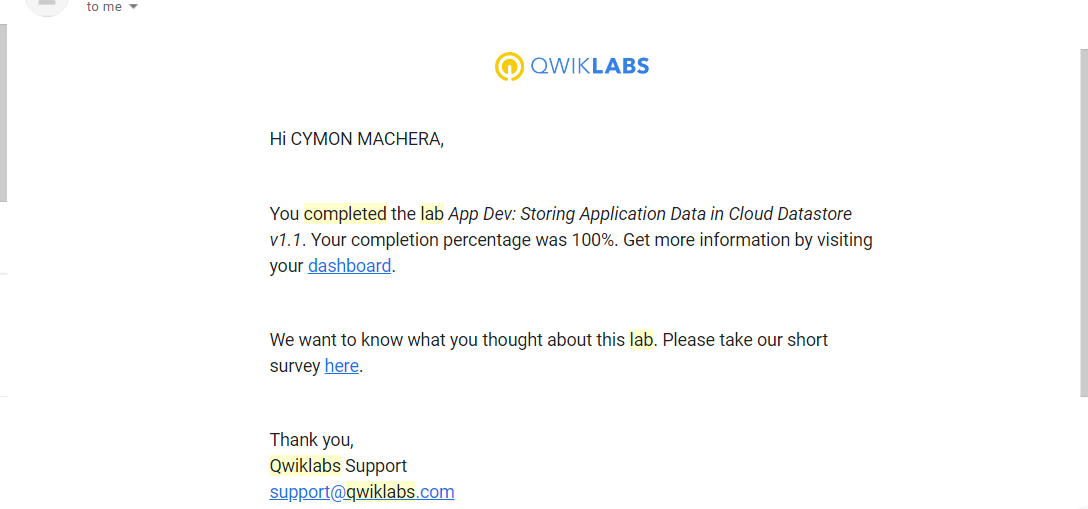 to me
QWIKLABS
Hi CYMON MACHERA,
You completed the lab App Dev: Storing Application Data in Cloud Datastore
v1.1. Your completion percentage was 100%. Get more information by visiting
your dashboard.
We want to know what you thought about this lab. Please take our short
survey here.
Thank you,
Qwiklabs Support
support@qwiklabs.com